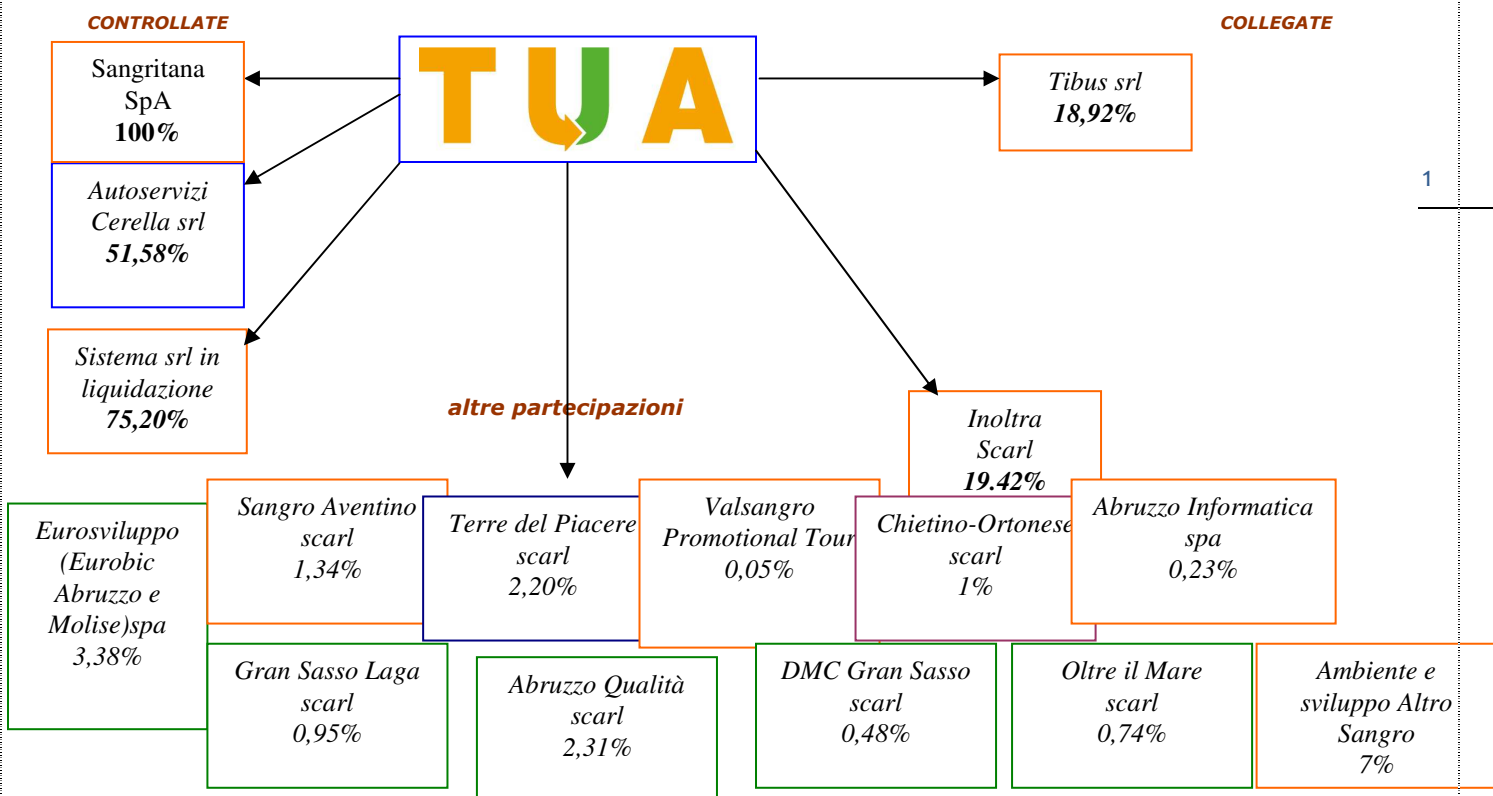 CONTROLLATE
COLLEGATE
Sangritana
SpA
100%
TUA
Tibus srl
18,92%
1
Autoservizi
Cerella srl
51,58%
Sistema srl in
liquidazione
75,20%
altre partecipazioni
Inoltra
Scarl
19.42%
Eurosviluppo
(Eurobic
Abruzzo e
Molise)spa
3,38%
Sangro Aventino
scarl
1,34%
Terre del Piacere
scarl
2,20%
Valsangro
Promotional Tour
0,05%
Chietino-Ortonese
scarl
1%
Abruzzo Informatica
spa
0,23%
Gran Sasso Laga
scarl
0,95%
Abruzzo Qualità
scarl
2,31%
DMC Gran Sasso
scarl
0,48%
Oltre il Mare
scarl
0,74%
Ambiente e
sviluppo Altro
Sangro
7%